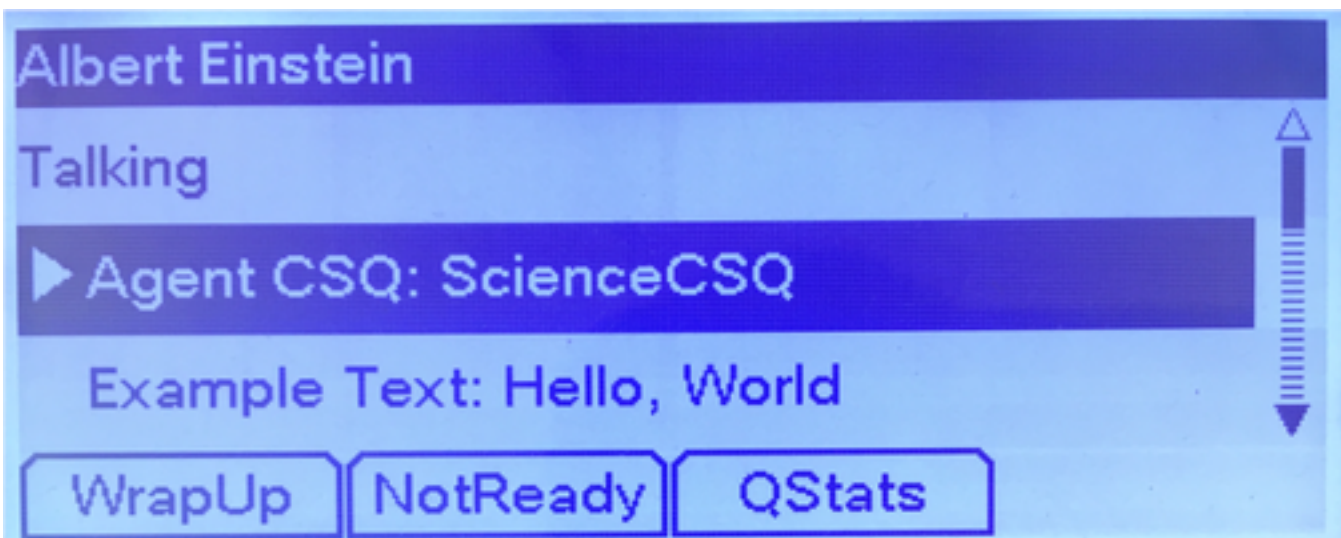 Albert Einstein
Talking
Agent CSQ: ScienceCSQ
Example Text: Hello, World
WrapUp NotReady QStats